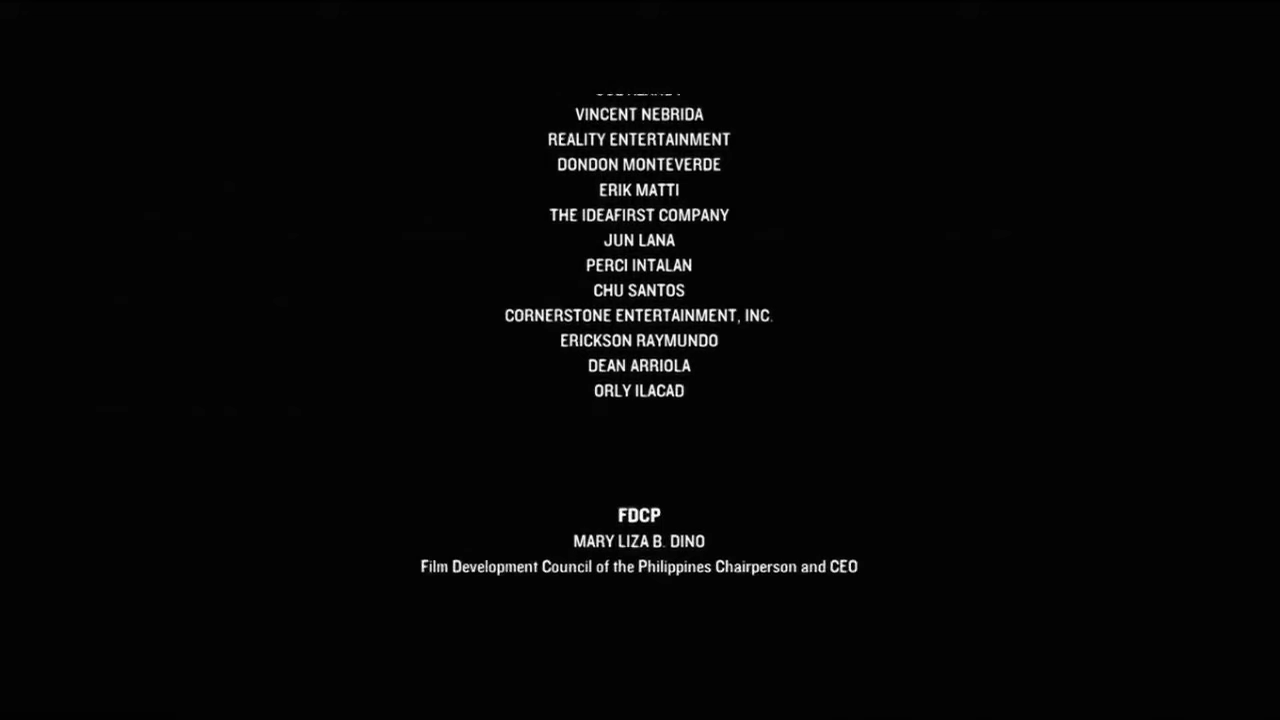 VINCENT NEBRIDA
REALITY ENTERTAINMENT
DONDON MONTEVERDE
ERIK MATTI
THE IDEAFIRST COMPANY
JUN LANA
PERCI INTALAN
CHU SANTOS
CORNERSTONE ENTERTAINMENT, INC.
ERICKSON RAYMUNDO
DEAN ARRIOLA
ORLY ILACAD
FDCP
MARY LIZA B. DINO
Film Development Council of the Philippines Chairperson and CEO